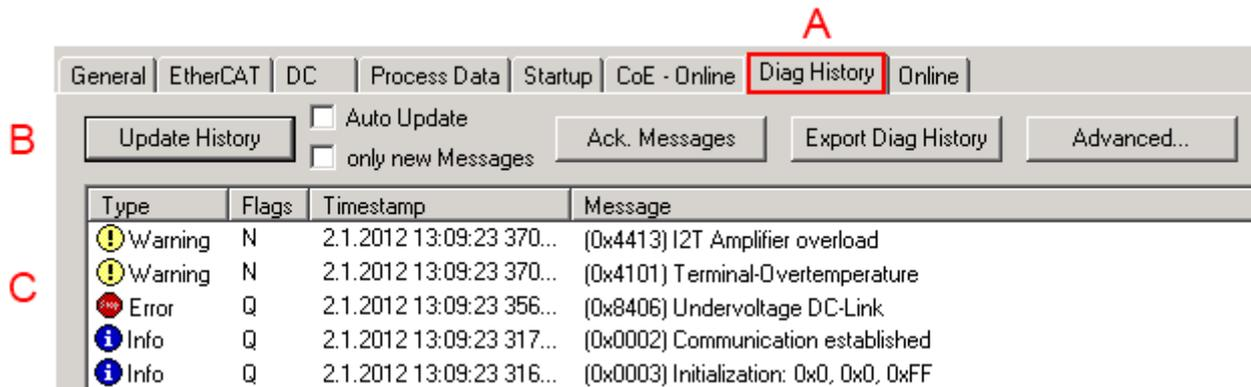 A
General EtherCAT DC Process Data Startup CoE - Online Diag History Online
B
Update History Auto Update only new Messages Ack. Messages Export Diag History Advanced...
Type Flags Timestamp Message
C
Warning N 2.1.2012 13:09:23 370... (0x4413) I2T Amplifier overload
Warning N 2.1.2012 13:09:23 370... (0x4101) Terminal-Overtemperature
Error Q 2.1.2012 13:09:23 356... (0x8406) Undervoltage DC-Link
Info Q 2.1.2012 13:09:23 317... (0x0002) Communication established
Info Q 2.1.2012 13:09:23 316... (0x0003) Initialization: 0x0, 0x0, 0xFF